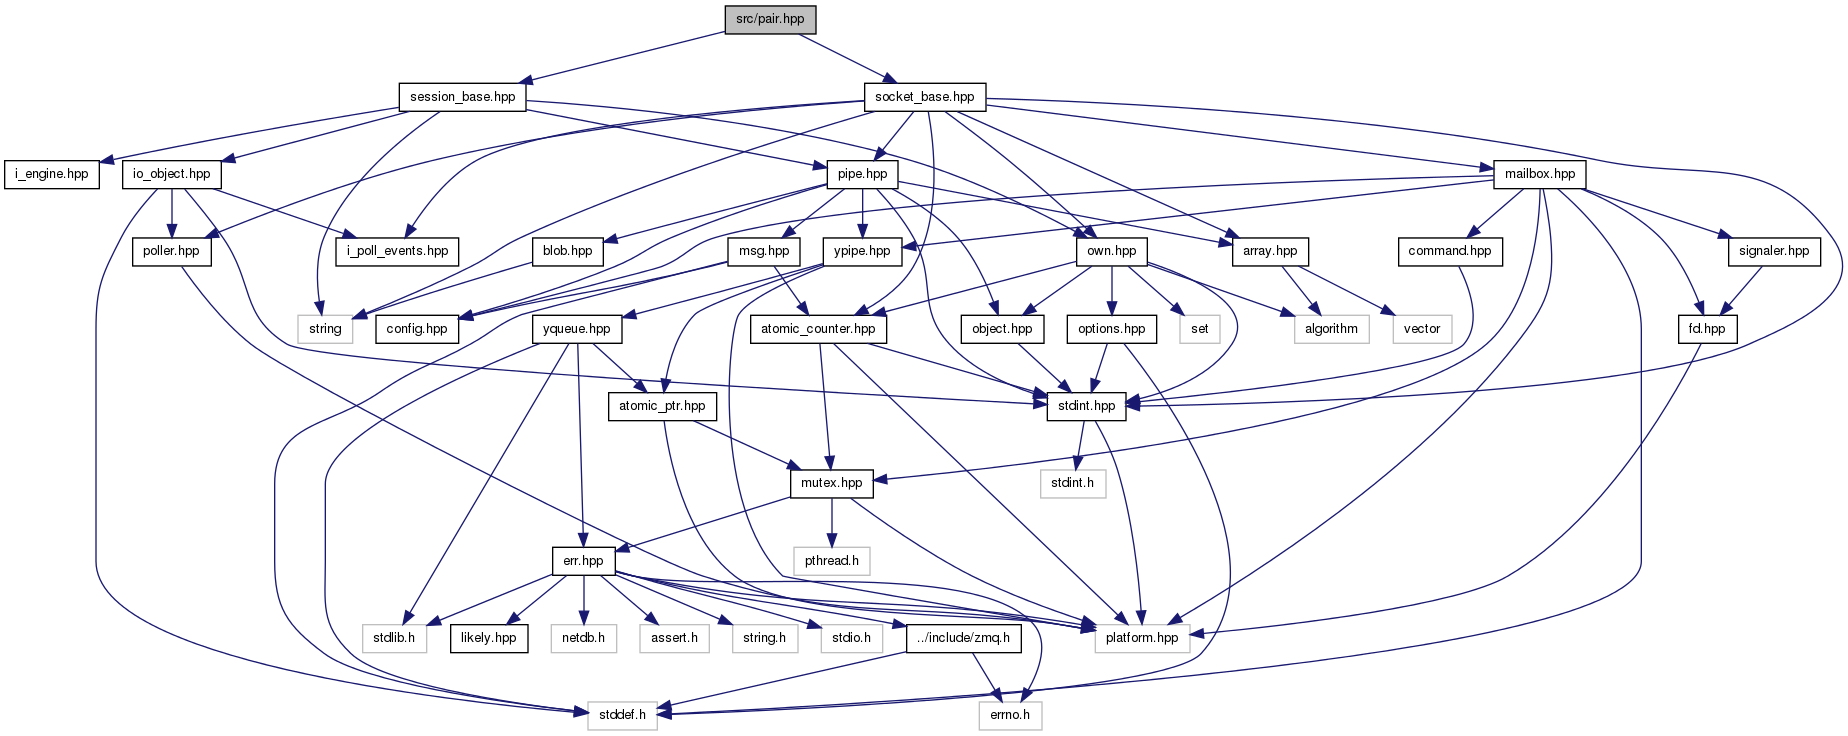 src/pair.hpp
session_base.hpp
socket_base.hpp
i_engine.hpp
io_object.hpp
pipe.hpp
mailbox.hpp
poller.hpp
i_poll_events.hpp
blob.hpp
msg.hpp
ypipe.hpp
own.hpp
array.hpp
command.hpp
signaler.hpp
string
config.hpp
yqueue.hpp
atomic_counter.hpp
object.hpp
options.hpp
set
algorithm
vector
fd.hpp
atomic_ptr.hpp
stdint.hpp
mutex.hpp
stdint.h
err.hpp
pthread.h
stdlib.h
likely.hpp
netdb.h
assert.h
string.h
stdio.h
../include/zmq.h
platform.hpp
stddef.h
errno.h